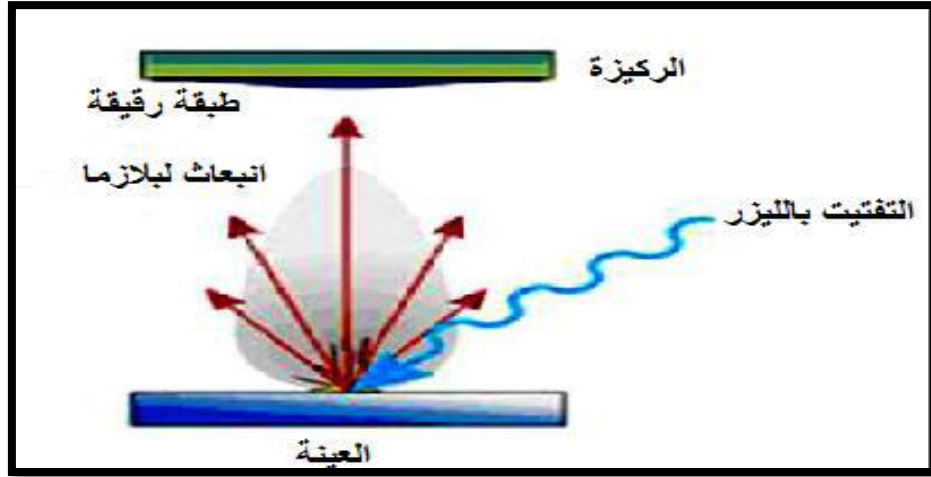 الركيزة
طبقة رقيقة
انبعاث لبلازما
التفتيت بالليزر
العينة